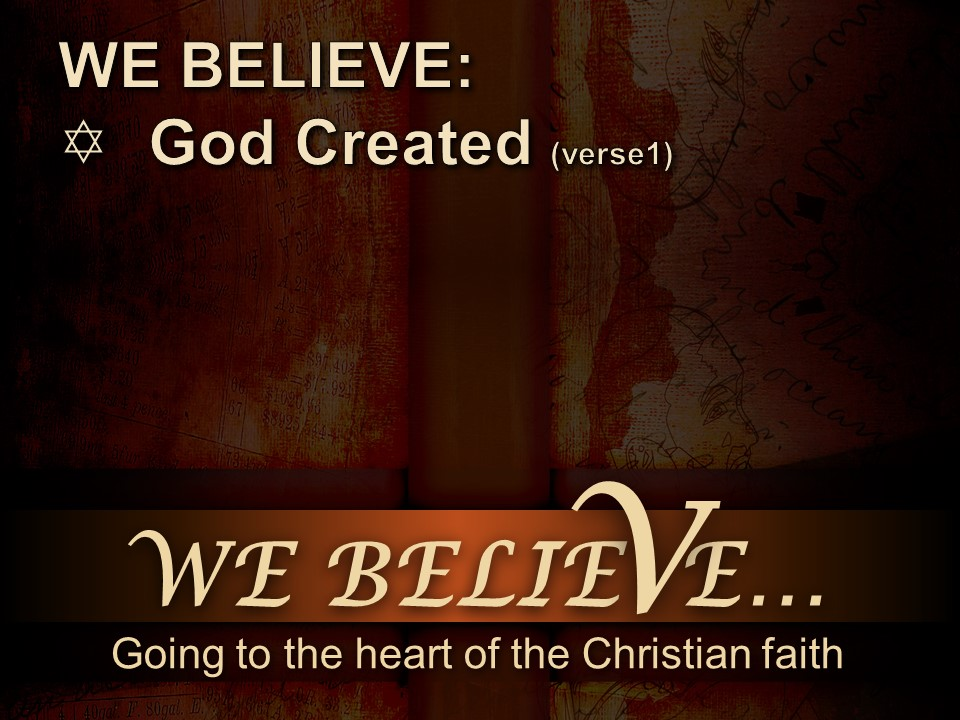 WE BELIEVE:
✡ God Created (verse1)
WE BELIEVE...
Going to the heart of the Christian faith